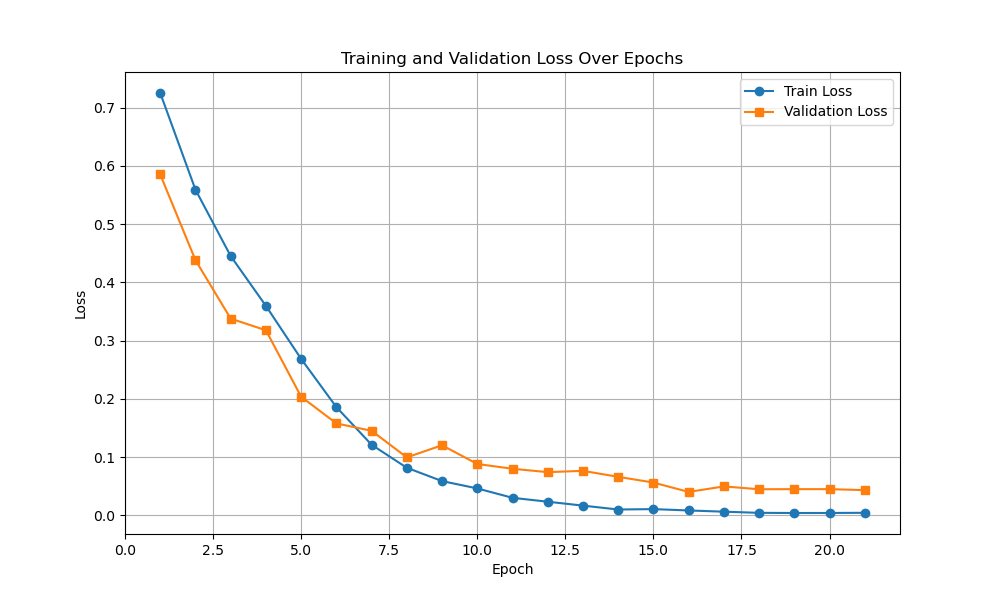 Training and Validation Loss Over Epochs
Train Loss
Validation Loss
0.7
0.6
0.5
0.4
0.3
0.2
0.1
0.0
Loss
0.0 2.5 5.0 7.5 10.0 12.5 15.0 17.5 20.0
Epoch